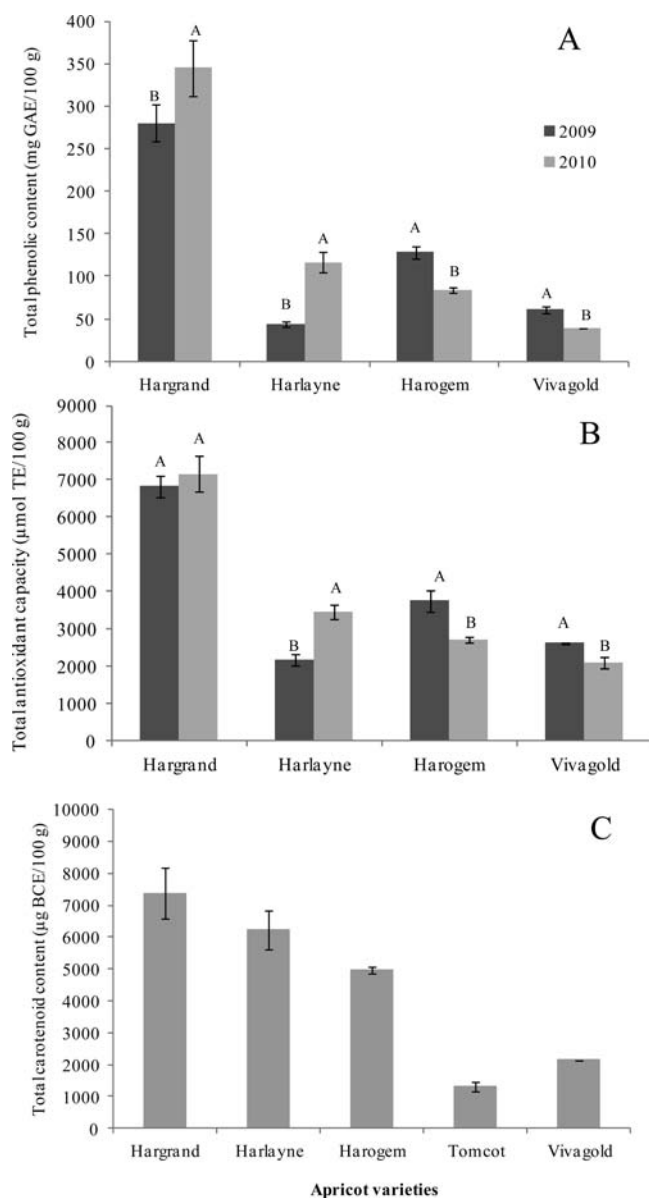 A
Total phenolic content (mg GAE/100 g)
400
350
300
250
200
150
100
50
0
B
A
B
A
A
B
A
B
2009
2010
Hargrand Harlayne Harogem Vivagold
B
Total antioxidant capacity (μmol TE/100 g)
9000
8000
7000
6000
5000
4000
3000
2000
1000
0
A
A
B
A
A
B
A
B
Hargrand Harlayne Harogem Vivagold
C
Total carotenoid content (μg BCE/100 g)
10000
9000
8000
7000
6000
5000
4000
3000
2000
1000
0
Hargrand Harlayne Harogem Tomcot Vivagold
Apricot varieties